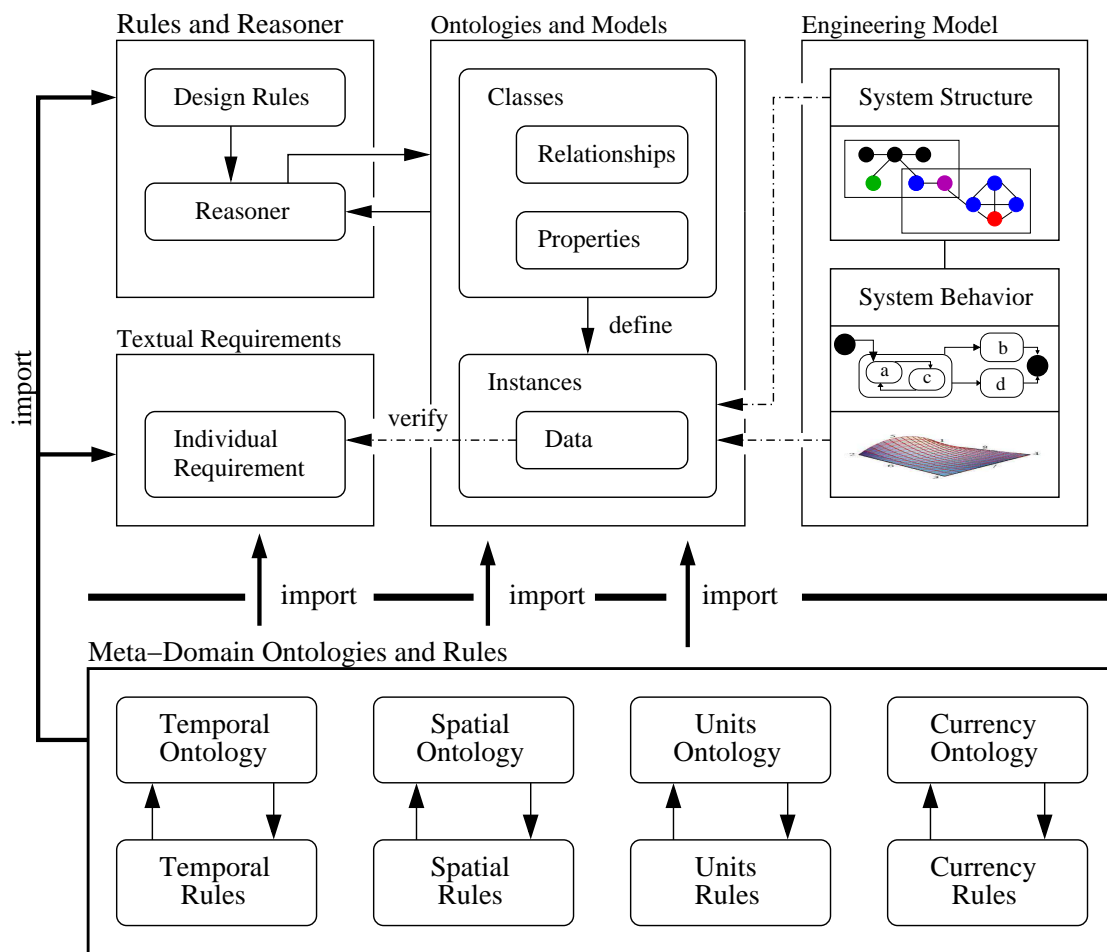 Rules and Reasoner
Design Rules
Reasoner
Ontologies and Models
Classes
Relationships
Properties
define
Instances
Data
verify
Engineering Model
System Structure
System Behavior
a
c
b
d
Textual Requirements
Individual
Requirement
import
import
import
import
Meta−Domain Ontologies and Rules
Temporal
Ontology
Spatial
Ontology
Units
Ontology
Currency
Ontology
Temporal
Rules
Spatial
Rules
Units
Rules
Currency
Rules